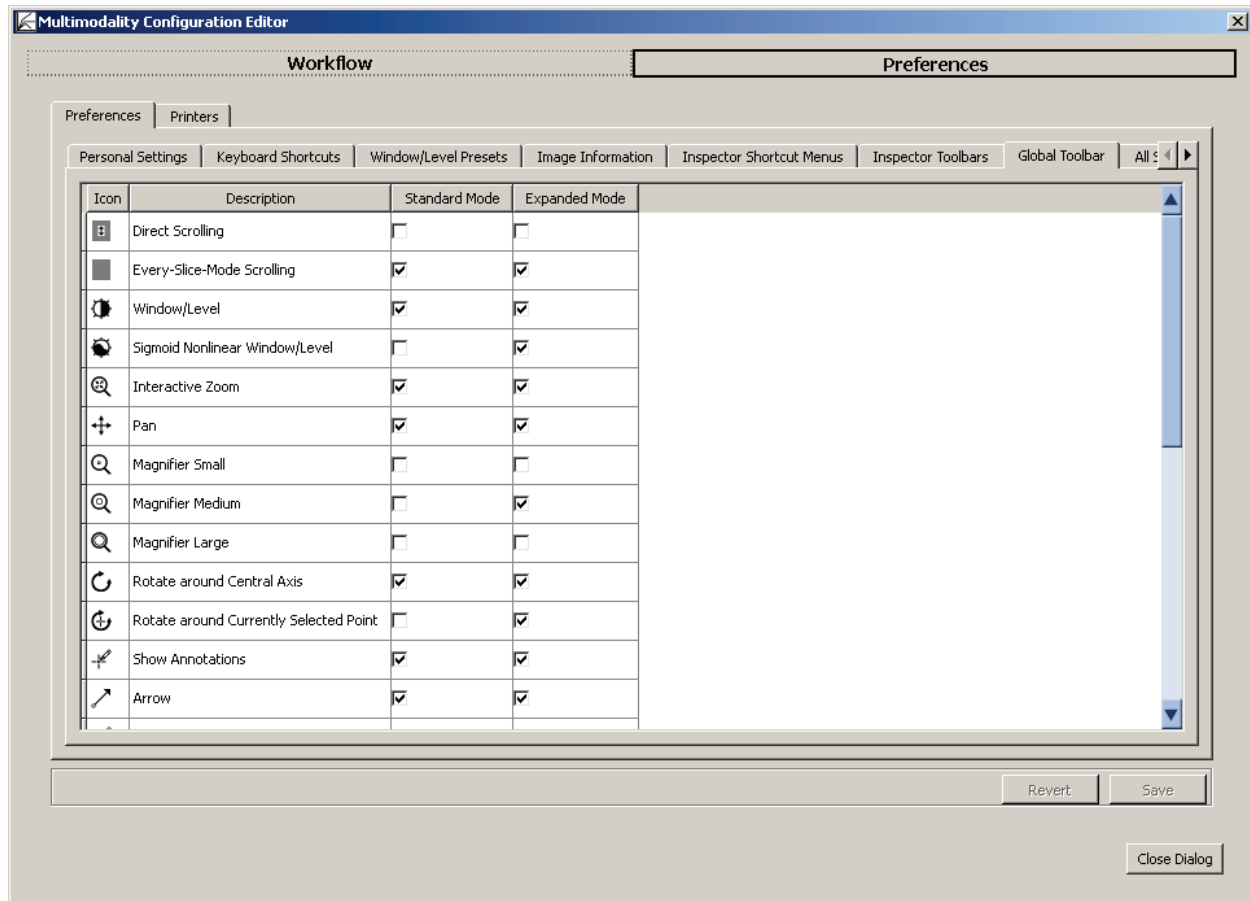 Multimodality Configuration Editor
Workflow Preferences
Preferences Printers
Personal Settings Keyboard Shortcuts Window/Level Presets Image Information Inspector Shortcut Menus Inspector Toolbars Global Toolbar All
Icon Description Standard Mode Expanded Mode
Direct Scrolling
Every-Slice-Mode Scrolling
Window/Level
Sigmoid Nonlinear Window/Level
Interactive Zoom
Pan
Magnifier Small
Magnifier Medium
Magnifier Large
Rotate around Central Axis
Rotate around Currently Selected Point
Show Annotations
Arrow
Revert Save
Close Dialog